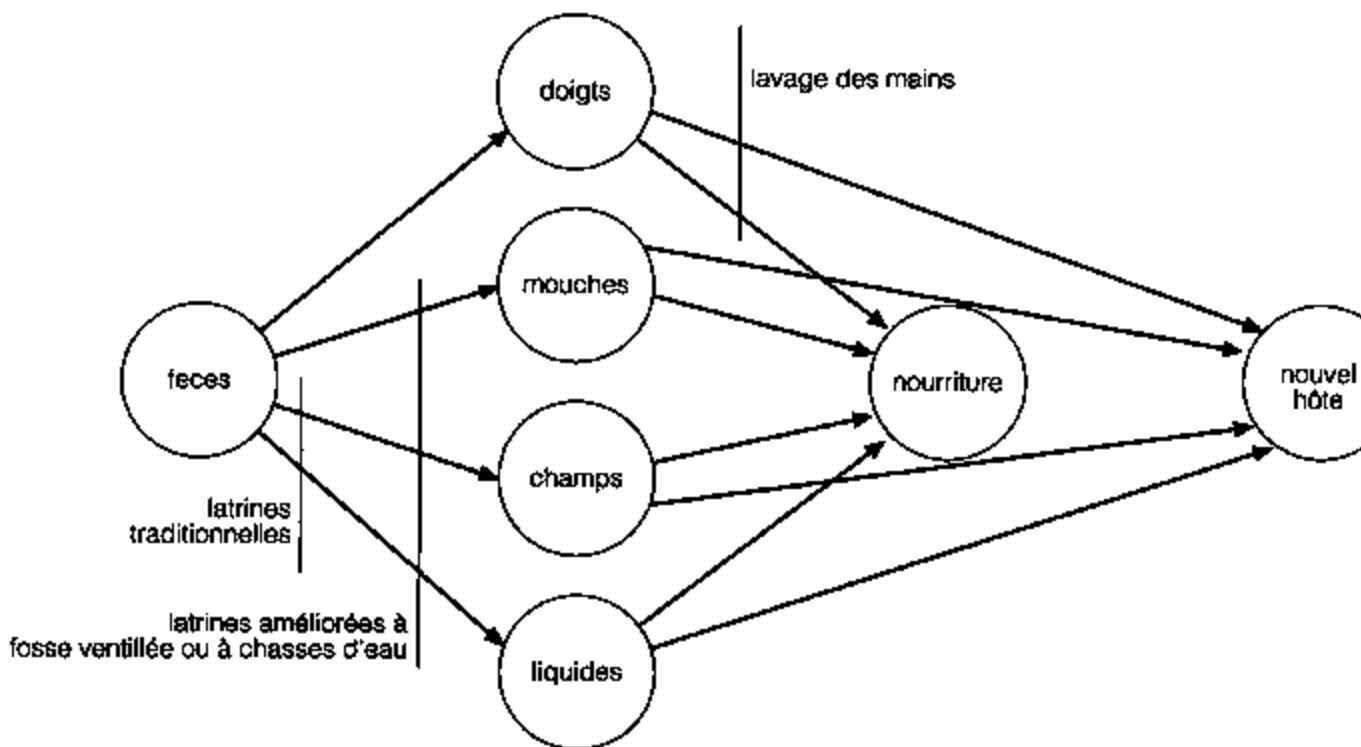 doigts
lavage des mains
mouches
feces
nourriture
nouvel
hôte
champs
latrines
traditionnelles
latrines améliorées à
fosse ventillée ou à chasses d'eau
liquides